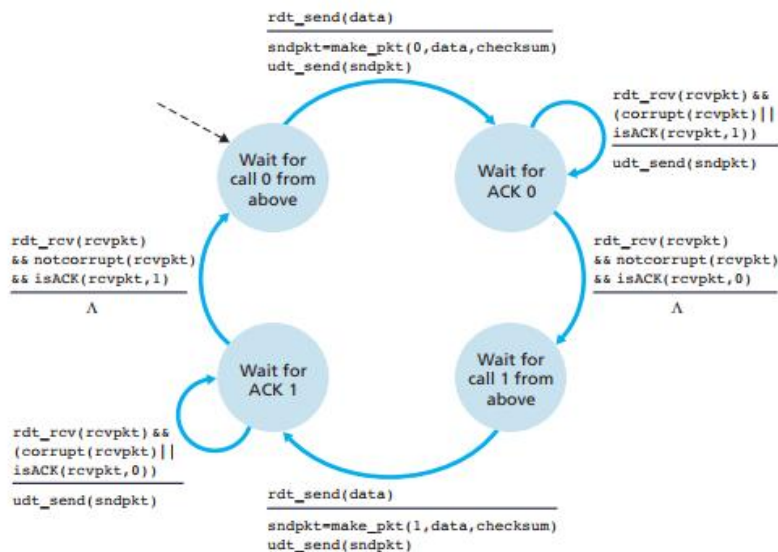 rdt_send(data)
sndpkt=make_pkt(0,data,checksum)
udt_send(sndpkt)
rdt_rcv(rcvpkt) &&
(corrupt(rcvpkt)||
isACK(rcvpkt,1))
udt_send(sndpkt)
Wait for
call 0 from
above
Wait for
ACK 0
rdt_rcv(rcvpkt)
&& notcorrupt(rcvpkt)
&& isACK(rcvpkt,1)
Λ
rdt_rcv(rcvpkt)
&& notcorrupt(rcvpkt)
&& isACK(rcvpkt,0)
Λ
Wait for
ACK 1
Wait for
call 1 from
above
rdt_rcv(rcvpkt) &&
(corrupt(rcvpkt)||
isACK(rcvpkt,0))
udt_send(sndpkt)
rdt_send(data)
sndpkt=make_pkt(1,data,checksum)
udt_send(sndpkt)